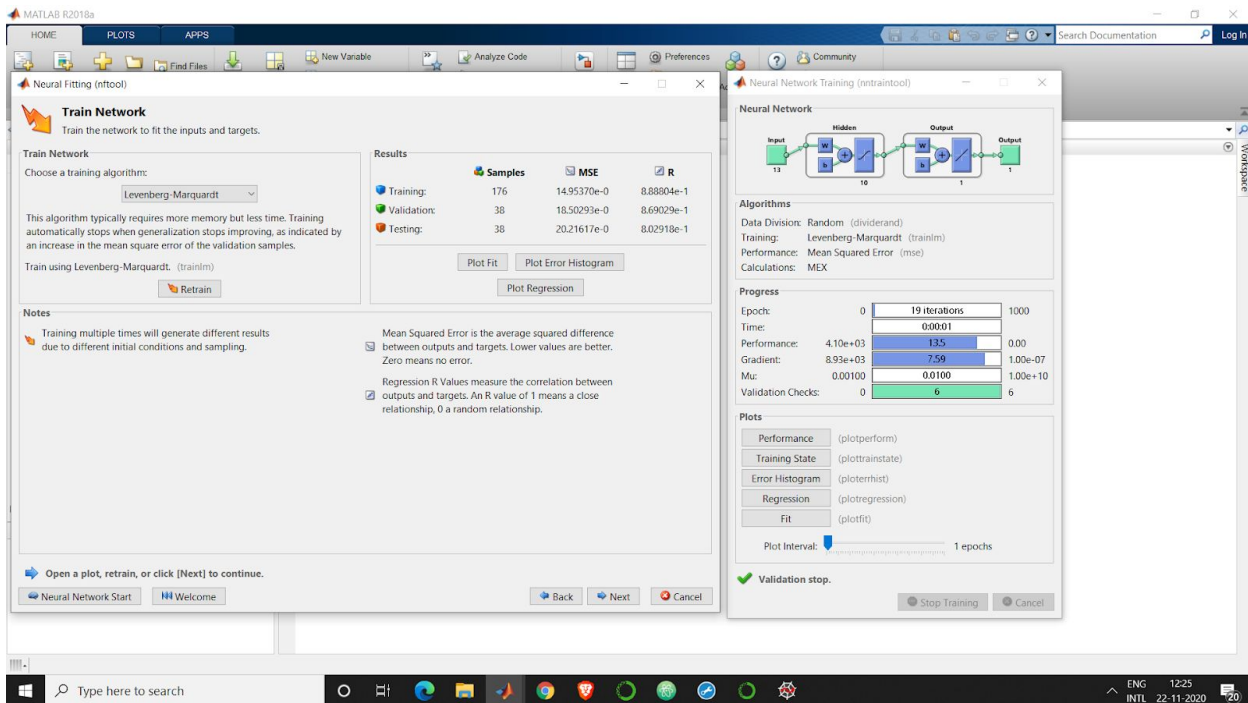 MATLAB R2018a
HOME PLOTS APPS
Search Documentation
Log In
Find Files
New Variable
Analyze Code
Preferences
Community
Neural Fitting (nftool)
Train Network
Train the network to fit the inputs and targets.
Train Network
Choose a training algorithm:
Levenberg-Marquardt
This algorithm typically requires more memory but less time. Training
automatically stops when generalization stops improving, as indicated by
an increase in the mean square error of the validation samples.
Train using Levenberg-Marquardt. (trainlm)
Retrain
Results
Samples MSE R
Training: 176 14.95370e-0 8.88804e-1
Validation: 38 18.50293e-0 8.69029e-1
Testing: 38 20.21617e-0 8.02918e-1
Plot Fit Plot Error Histogram
Plot Regression
Notes
Training multiple times will generate different results
due to different initial conditions and sampling.
Mean Squared Error is the average squared difference
between outputs and targets. Lower values are better.
Zero means no error.
Regression R Values measure the correlation between
outputs and targets. An R value of 1 means a close
relationship, 0 a random relationship.
Open a plot, retrain, or click [Next] to continue.
Neural Network Start Welcome Back Next Cancel
Neural Network Training (nntraintool)
Neural Network
Hidden Output
Input Output
W W
b b
13 1
10 1
Algorithms
Data Division: Random (dividerand)
Training: Levenberg-Marquardt (trainlm)
Performance: Mean Squared Error (mse)
Calculations: MEX
Progress
Epoch: 0 19 iterations 1000
Time: 0:00:01
Performance: 4.10e+03 13.5 0.00
Gradient: 8.93e+03 7.59 1.00e-07
Mu: 0.00100 0.0100 1.00e+10
Validation Checks: 0 6 6
Plots
Performance (plotperform)
Training State (plottrainstate)
Error Histogram (ploterrhist)
Regression (plotregression)
Fit (plotfit)
Plot Interval: 1 epochs
Validation stop.
Stop Training Cancel
Workspace
Type here to search
ENG 12:25
INTL 22-11-2020
20